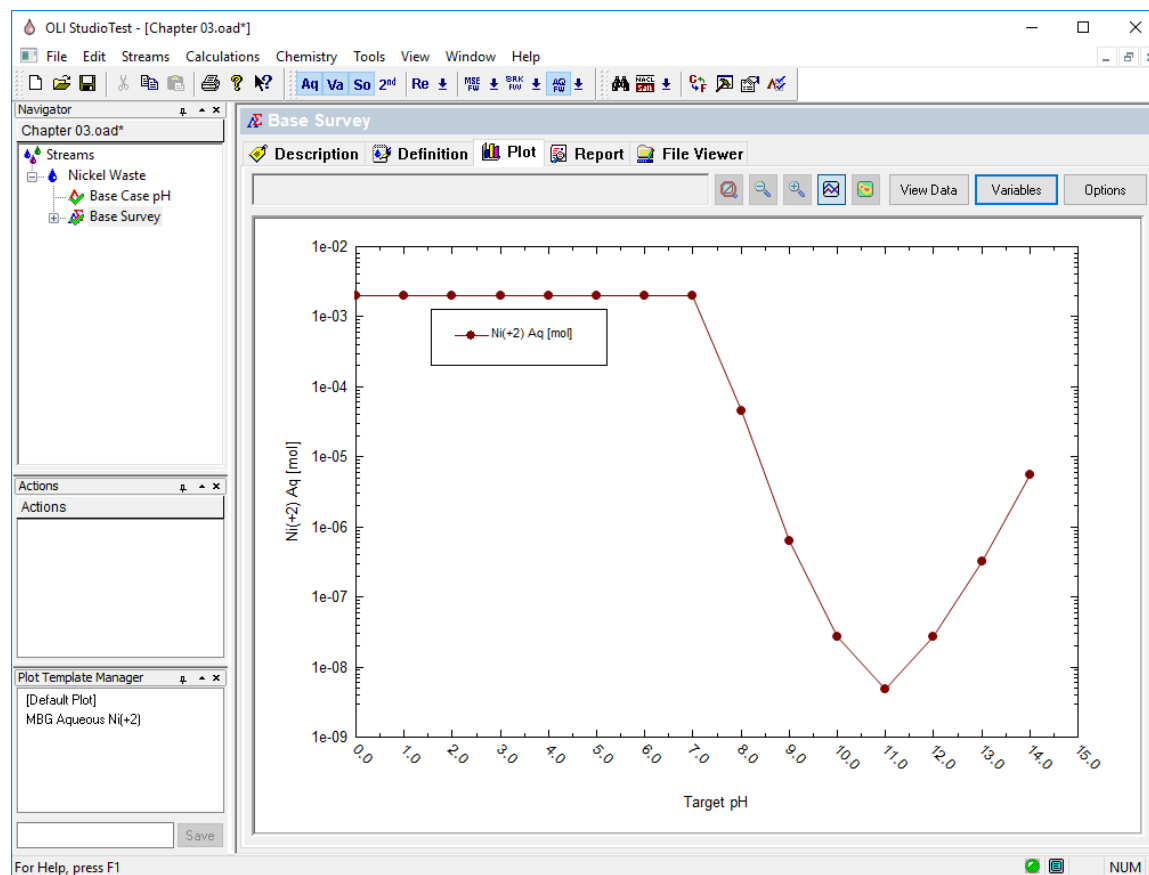 OLI StudioTest - [Chapter 03.oad*]
File Edit Streams Calculations Chemistry Tools View Window Help
Aq Va So 2nd Re MSE FW AQ FW NACL
Navigator
Chapter 03.oad*
Streams
Nickel Waste
Base Case pH
Base Survey
Actions
Actions
Plot Template Manager
[Default Plot]
MBG Aqueous Ni(+2)
Save
Base Survey
Description Definition Plot Report File Viewer
View Data Variables Options
1e-02
1e-03
1e-04
1e-05
1e-06
1e-07
1e-08
1e-09
Ni(+2) Aq [mol]
Ni(+2) Aq [mol]
0.0 1.0 2.0 3.0 4.0 5.0 6.0 7.0 8.0 9.0 10.0 11.0 12.0 13.0 14.0 15.0
Target pH
For Help, press F1
NUM